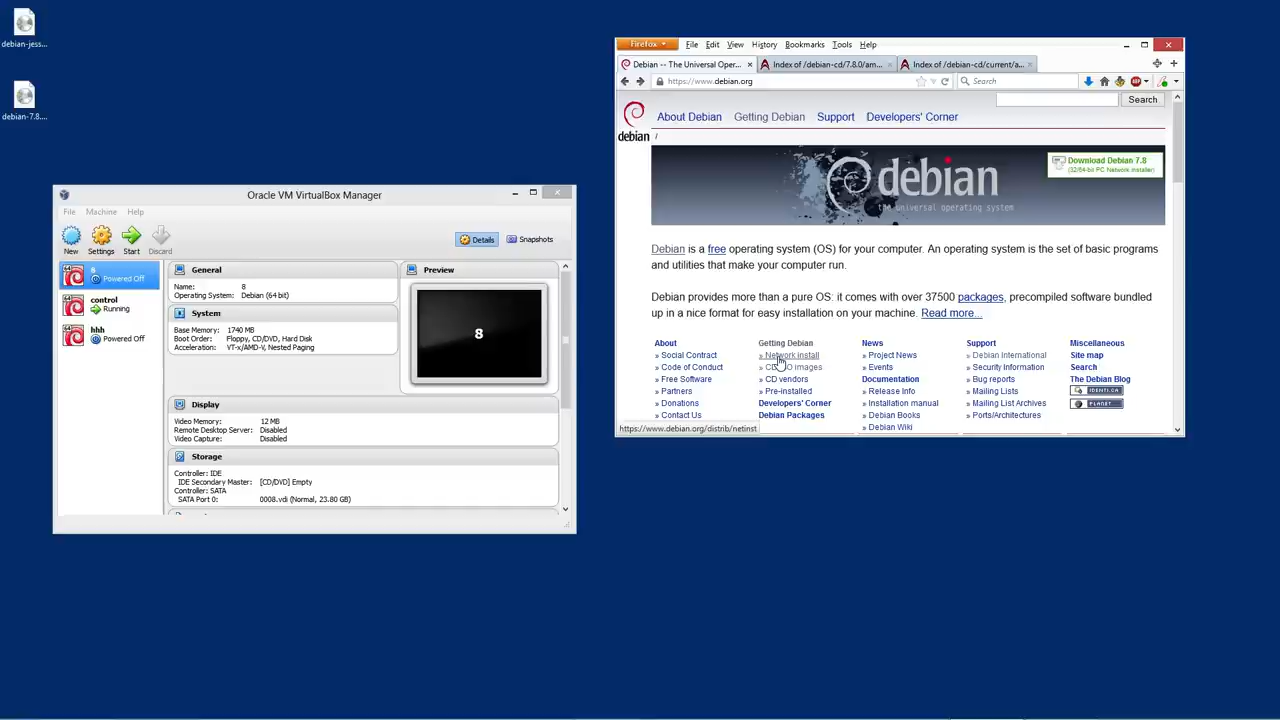 debian-jess...
debian-7.8....
Oracle VM VirtualBox Manager
File Machine Help
New Settings Start Discard
Details Snapshots
8
Powered Off
control
Running
hhh
Powered Off
General
Name: 8
Operating System: Debian (64 bit)
System
Base Memory: 1740 MB
Boot Order: Floppy, CD/DVD, Hard Disk
Acceleration: VT-x/AMD-V, Nested Paging
Preview
8
Display
Video Memory: 12 MB
Remote Desktop Server: Disabled
Video Capture: Disabled
Storage
Controller: IDE
IDE Secondary Master: [CD/DVD] Empty
Controller: SATA
SATA Port 0: 0008.vdi (Normal, 23.80 GB)
Firefox File Edit View History Bookmarks Tools Help
Debian -- The Universal Oper... Index of /debian-cd/7.8.0/am... Index of /debian-cd/current/a...
https://www.debian.org
Search
Search
debian
About Debian Getting Debian Support Developers' Corner
/
debian
the universal operating system
Download Debian 7.8
(32/64-bit PC Network installer)
Debian is a free operating system (OS) for your computer. An operating system is the set of basic programs
and utilities that make your computer run.
Debian provides more than a pure OS: it comes with over 37500 packages, precompiled software bundled
up in a nice format for easy installation on your machine. Read more...
About
» Social Contract
» Code of Conduct
» Free Software
» Partners
» Donations
» Contact Us
Getting Debian
» Network install
images
» CD vendors
» Pre-installed
Developers' Corner
Debian Packages
News
» Project News
» Events
Documentation
» Release Info
» Installation manual
» Debian Books
» Debian Wiki
Support
» Debian International
» Security Information
» Bug reports
» Mailing Lists
» Mailing List Archives
» Ports/Architectures
Miscellaneous
Site map
Search
The Debian Blog
IDENTI.CA
PLANET
https://www.debian.org/distrib/netinst